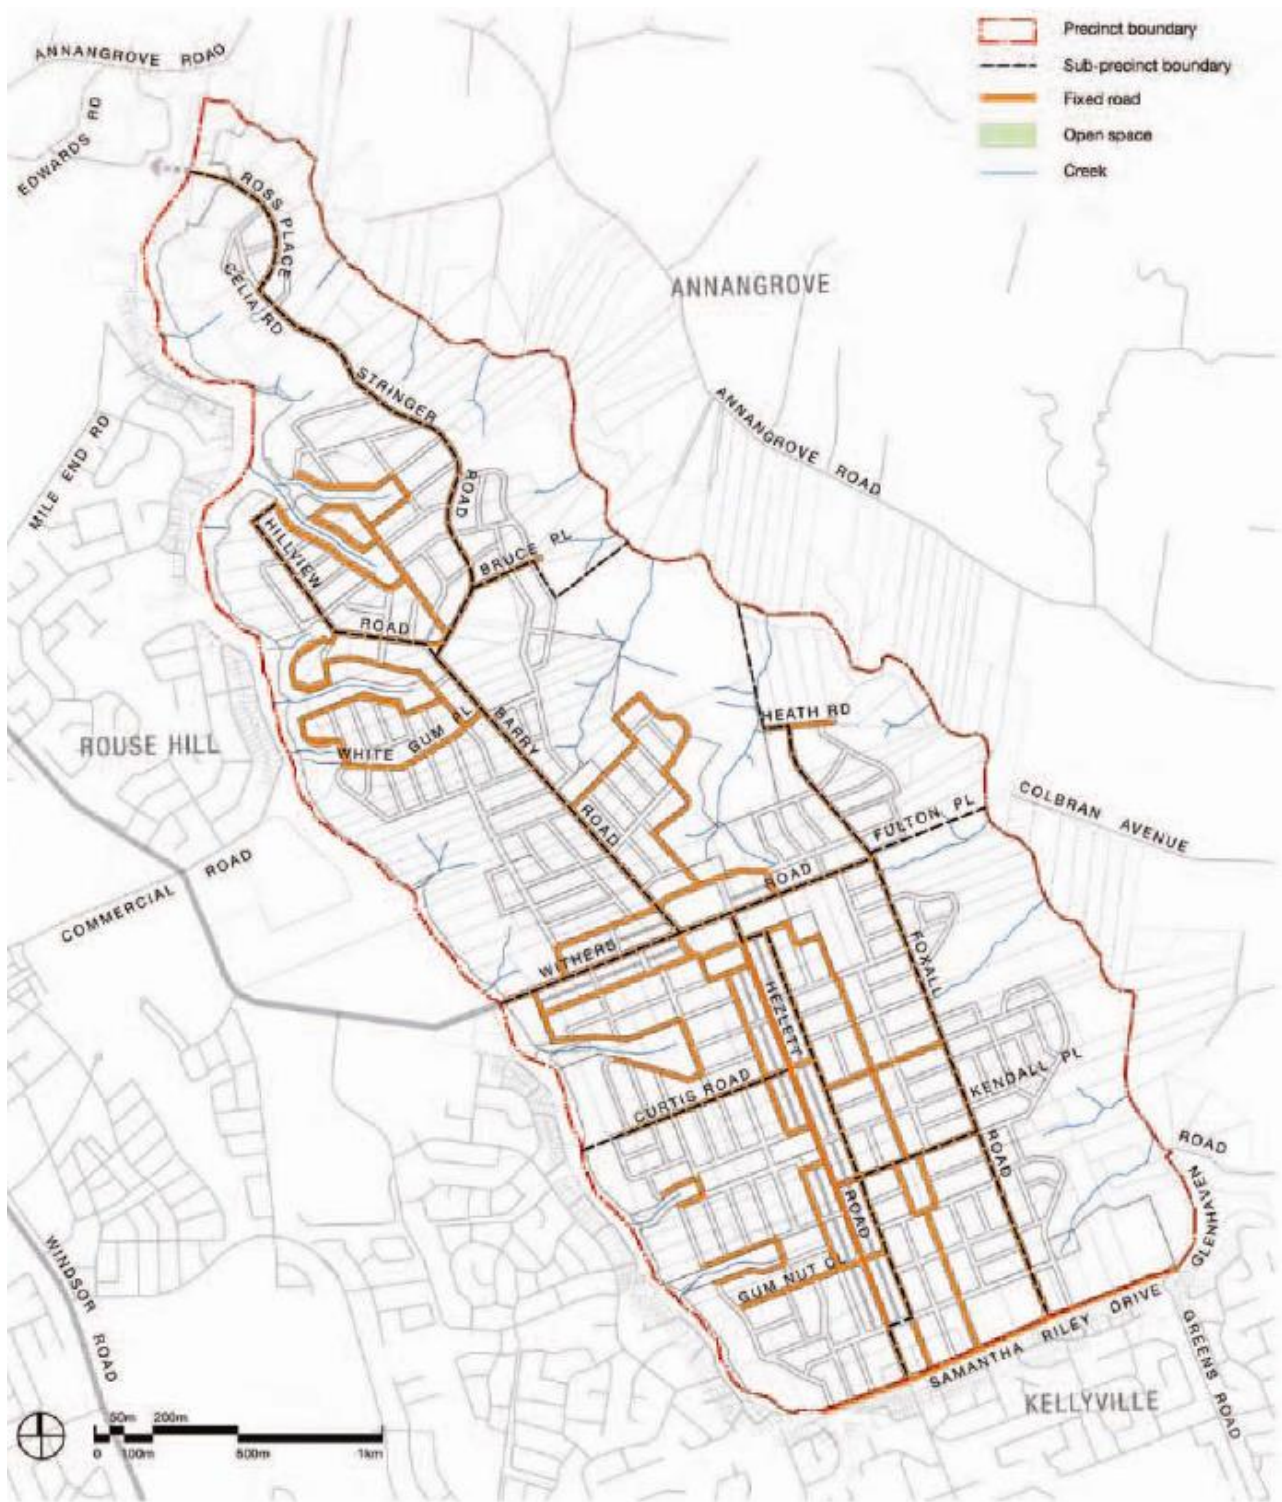 Precinct boundary
Sub-precinct boundary
Fixed road
Open space
Creek
ANNANGROVE ROAD
EDWARDS RD
ROSS PLACE
CELIA RD
ANNANGROVE
STRINGER
ROAD
ANNANGROVE ROAD
MILE END RD
HILLVIEW
ROAD
BRUCE PL
HEATH RD
BARRY
ROAD
WHITE GUM PL
ROUSE HILL
COLBRAN AVENUE
FULTON PL
COMMERCIAL ROAD
WITHERS
ROAD
FOXALL
ROAD
HEZLETT
ROAD
CURTIS ROAD
KENDALL PL
ROAD
GLENHAVEN
GUM NUT CL
WINDSOR ROAD
SAMANTHA RILEY DRIVE
GREENS ROAD
KELLYVILLE
50m 200m
0 100m 500m 1km